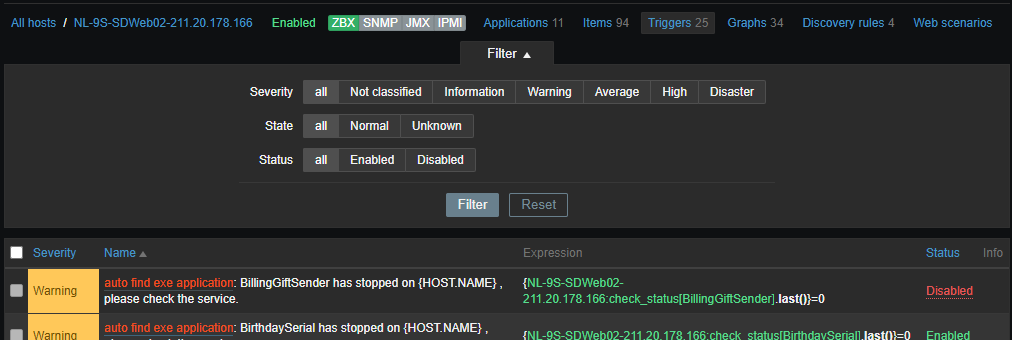 All hosts / NL-9S-SDWeb02-211.20.178.166 Enabled ZBX SNMP JMX IPMI Applications 11 Items 94 Triggers 25 Graphs 34 Discovery rules 4 Web scenarios
Filter ▲
Severity all Not classified Information Warning Average High Disaster
State all Normal Unknown
Status all Enabled Disabled
Filter Reset
Severity Name ▲ Expression Status Info
Warning auto find exe application: BillingGiftSender has stopped on {HOST.NAME} , {NL-9S-SDWeb02- Disabled
please check the service. 211.20.178.166:check_status[BillingGiftSender].last()}=0
Warning auto find exe application: BirthdaySerial has stopped on {HOST.NAME} , {NL-9S-SDWeb02-211.20.178.166:check_status[BirthdaySerial].last()}=0 Enabled